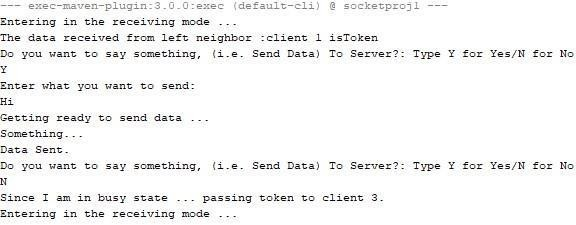 --- exec-maven-plugin:3.0.0:exec (default-cli) @ socketproj1 ---
Entering in the receiving mode ...
The data received from left neighbor :client 1 isToken
Do you want to say something, (i.e. Send Data) To Server?: Type Y for Yes/N for No
Y
Enter what you want to send:
Hi
Getting ready to send data ...
Something...
Data Sent.
Do you want to say something, (i.e. Send Data) To Server?: Type Y for Yes/N for No
N
Since I am in busy state ... passing token to client 3.
Entering in the receiving mode ...